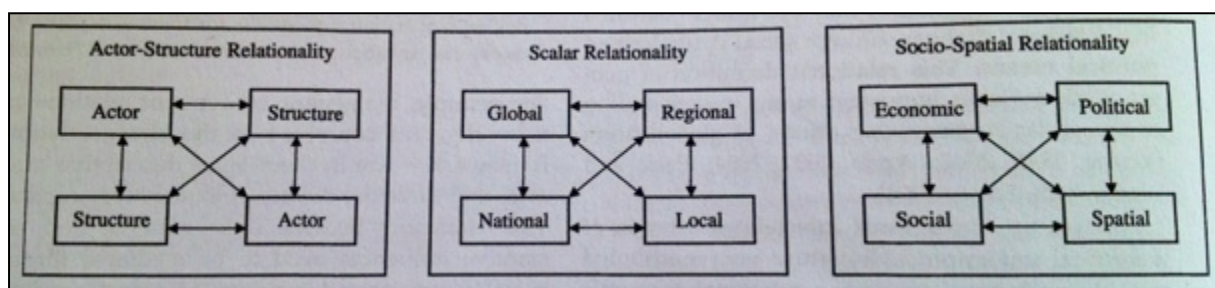 Actor-Structure Relationality
Actor
Structure
Structure
Actor
Scalar Relationality
Global
Regional
National
Local
Socio-Spatial Relationality
Economic
Political
Social
Spatial